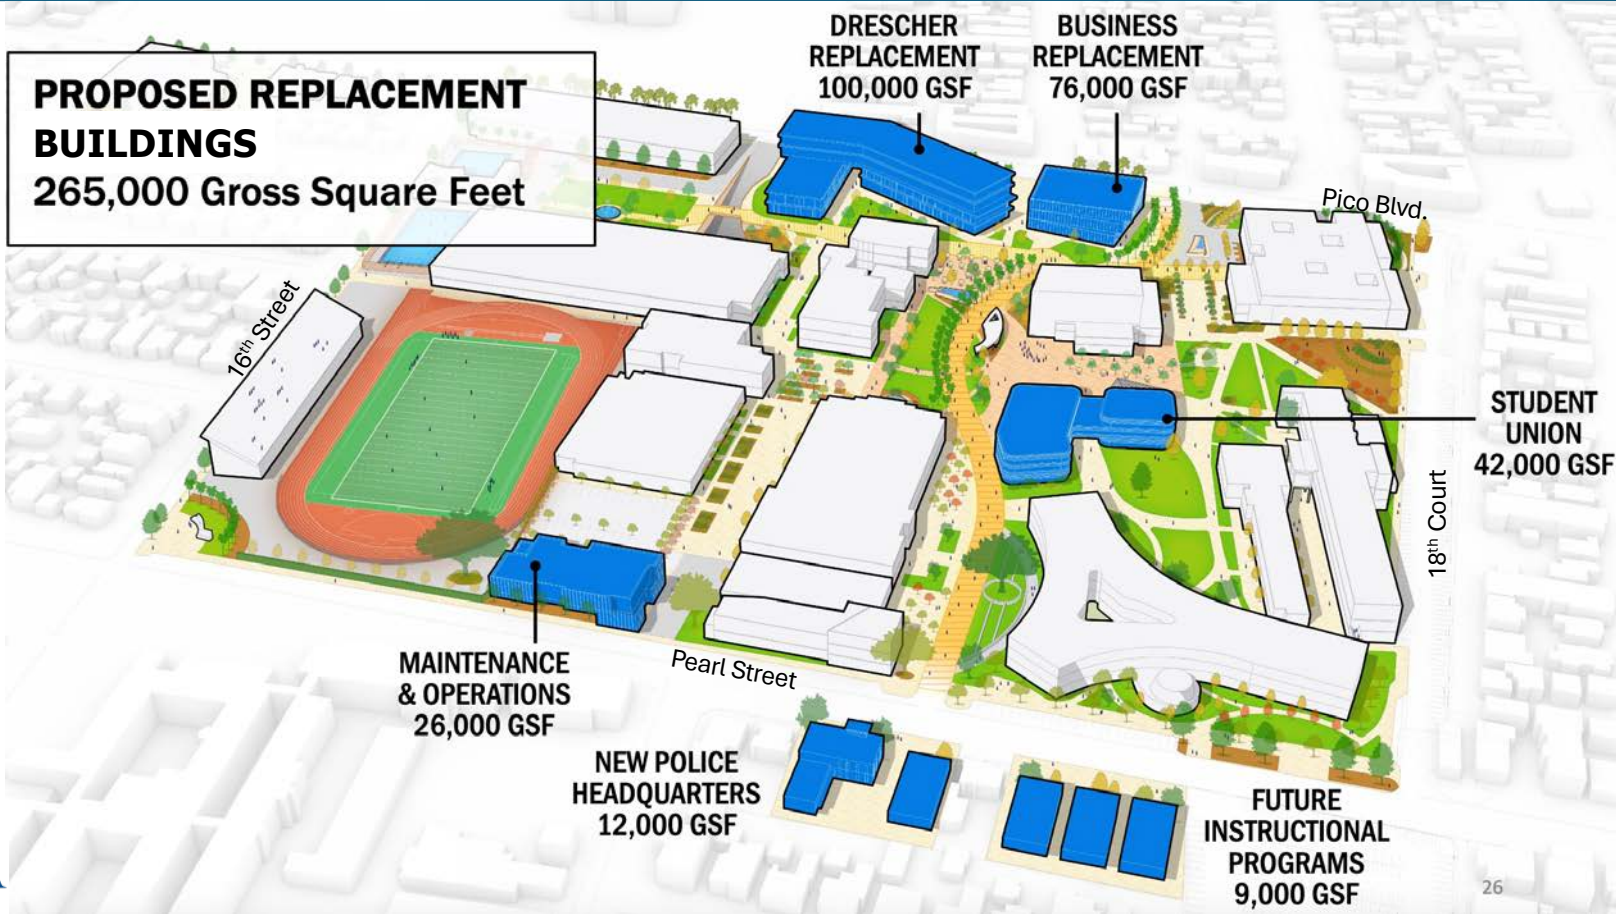 PROPOSED REPLACEMENT
BUILDINGS
265,000 Gross Square Feet
DRESCHER
REPLACEMENT
100,000 GSF
BUSINESS
REPLACEMENT
76,000 GSF
Pico Blvd.
16th Street
STUDENT
UNION
42,000 GSF
18th Court
MAINTENANCE
& OPERATIONS
26,000 GSF
Pearl Street
NEW POLICE
HEADQUARTERS
12,000 GSF
FUTURE
INSTRUCTIONAL
PROGRAMS
9,000 GSF
26